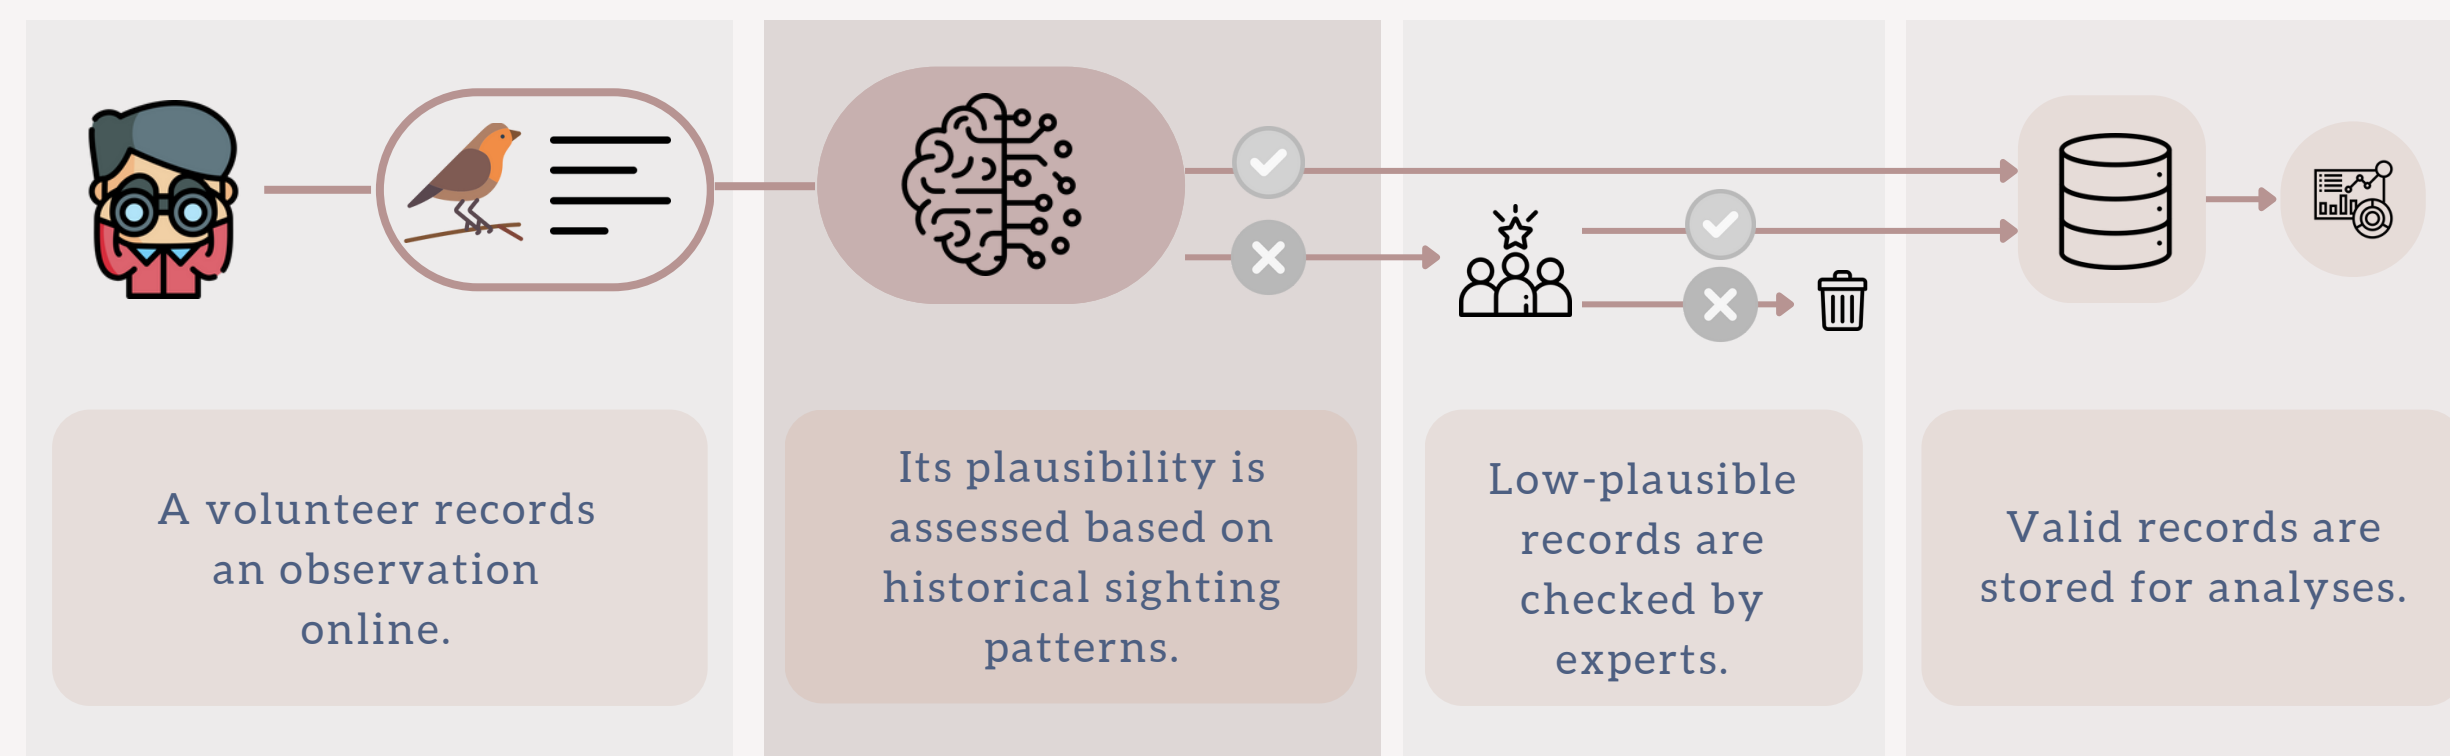 A volunteer records
an observation
online.
Its plausibility is
assessed based on
historical sighting
patterns.
Low-plausible
records are
checked by
experts.
Valid records are
stored for analyses.